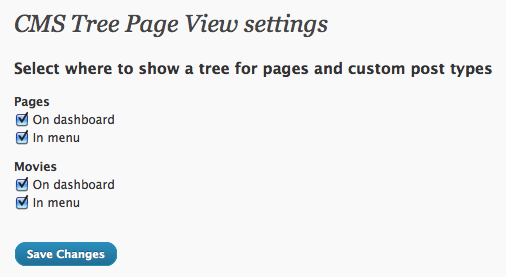 CMS Tree Page View settings
Select where to show a tree for pages and custom post types
Pages
On dashboard
In menu
Movies
On dashboard
In menu
Save Changes